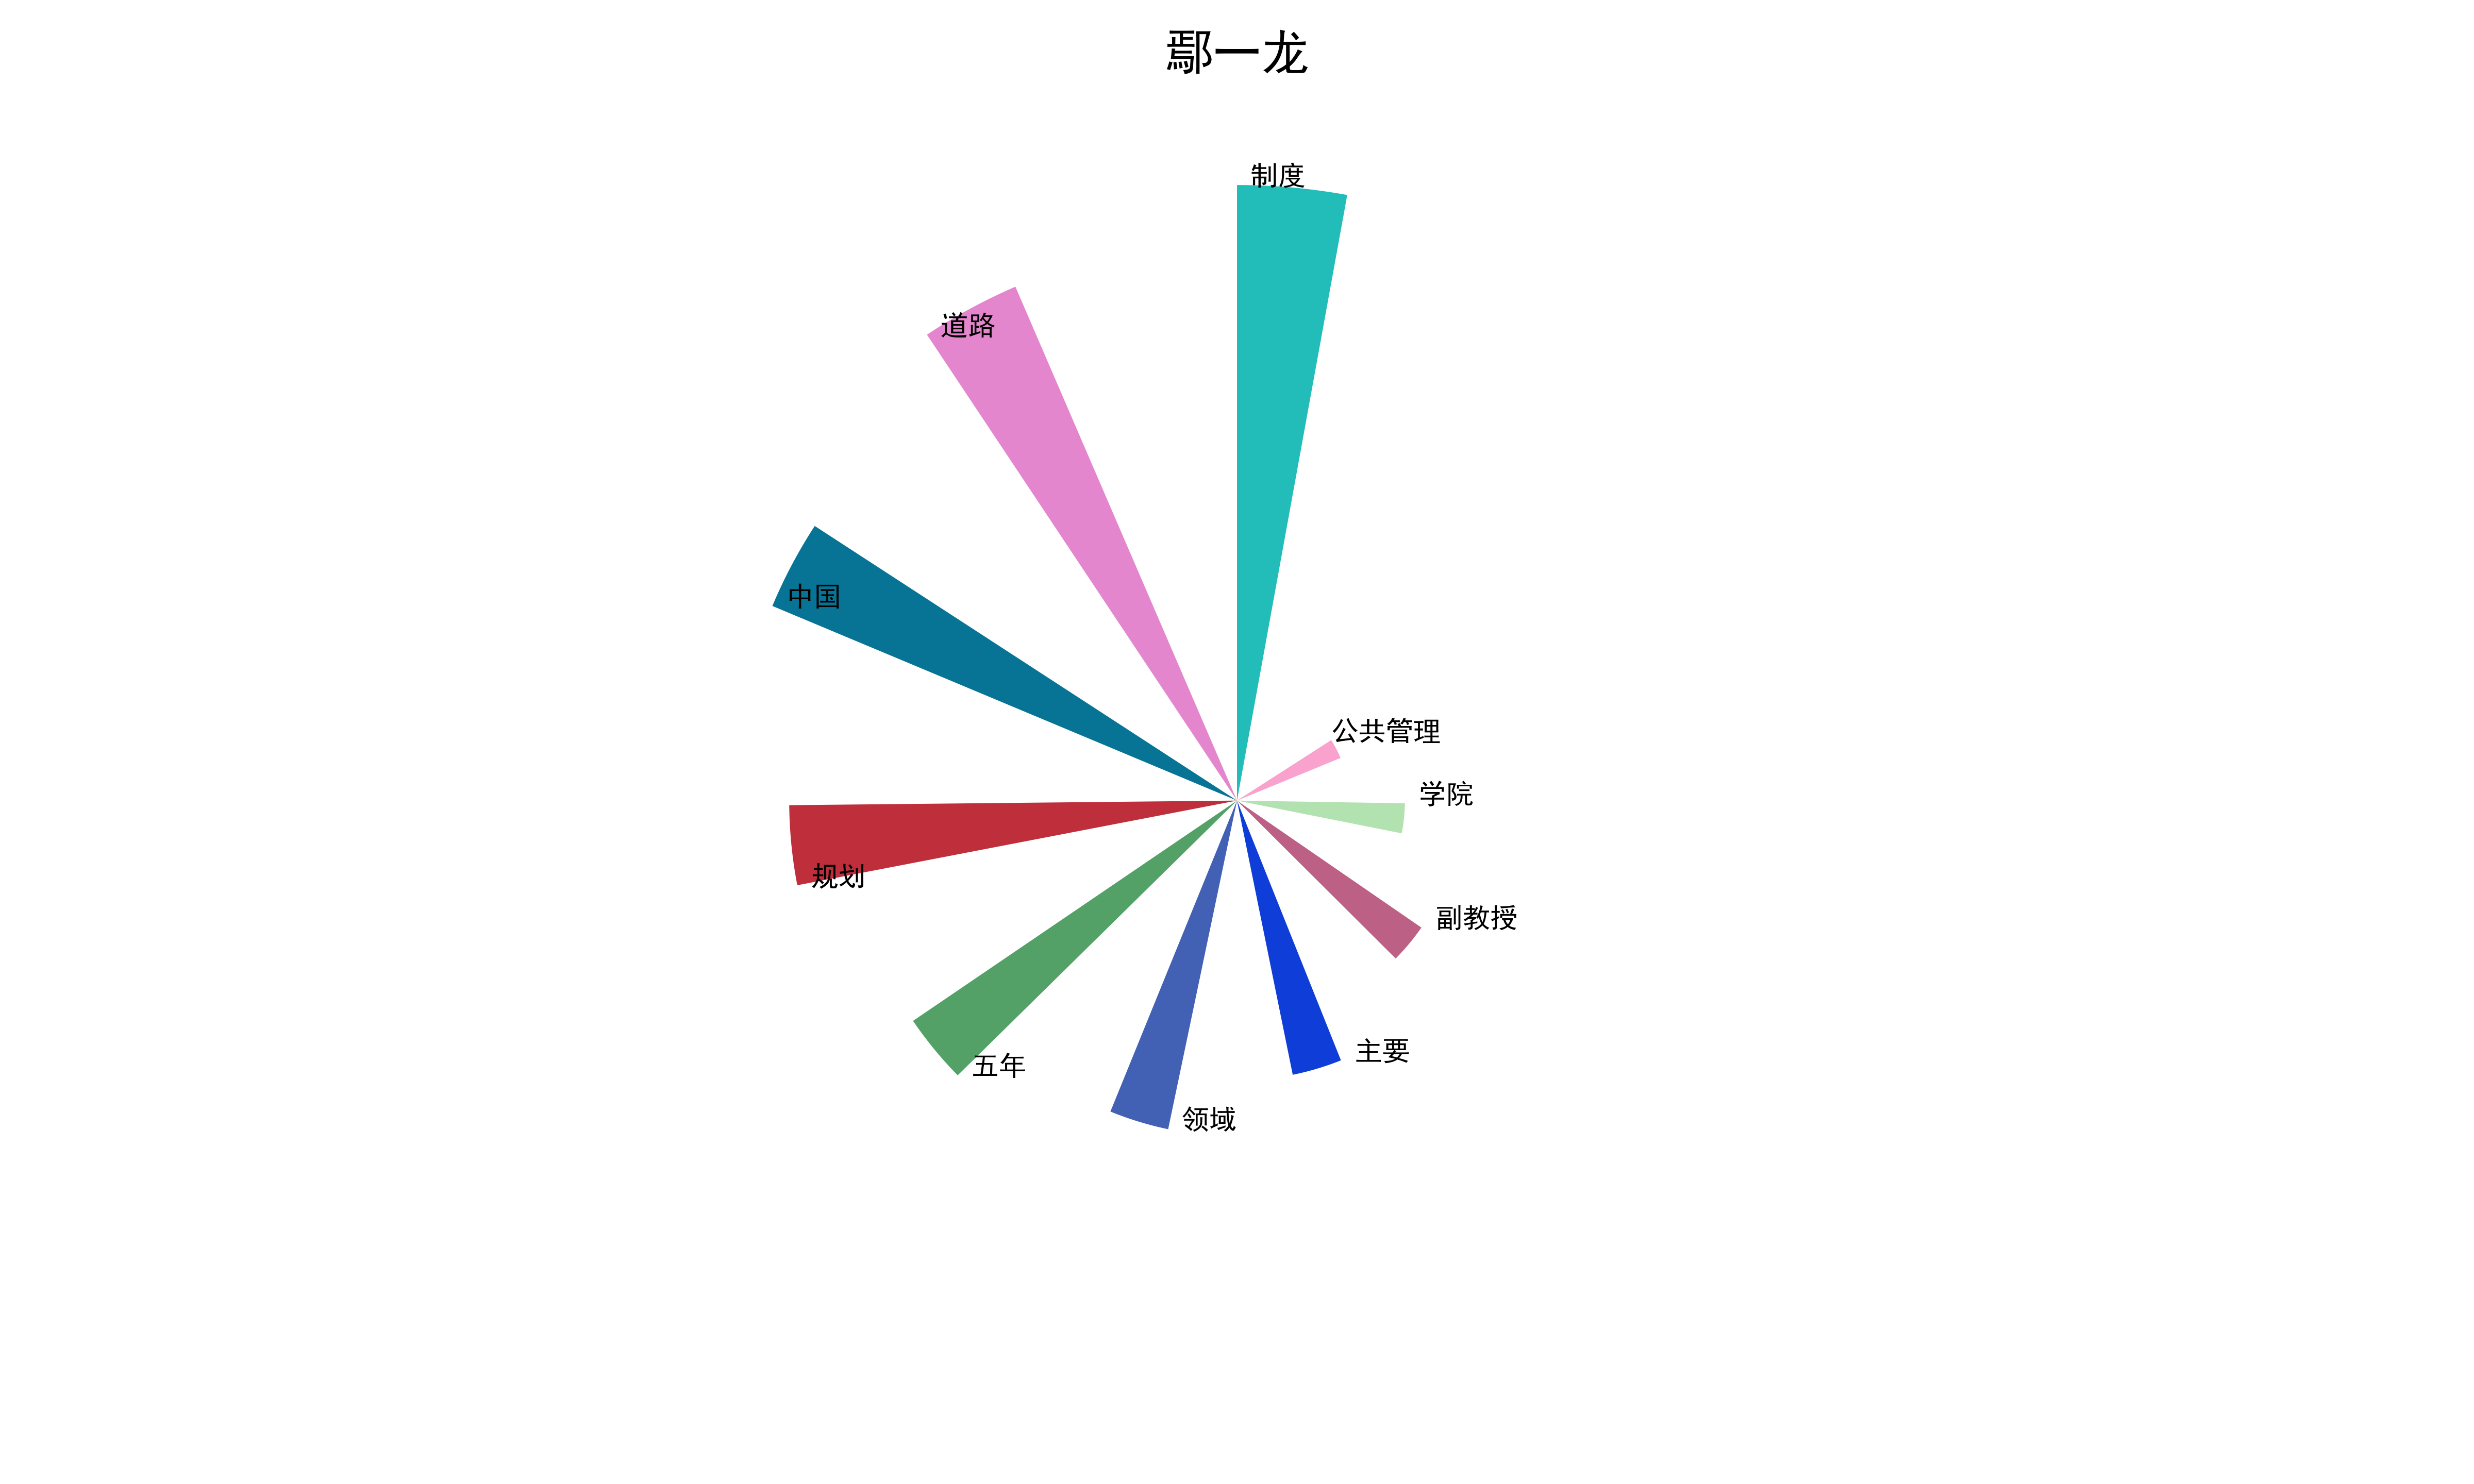 鄢一龙
制度
道路
中国
公共管理
学院
规划
副教授
主要
五年
领域